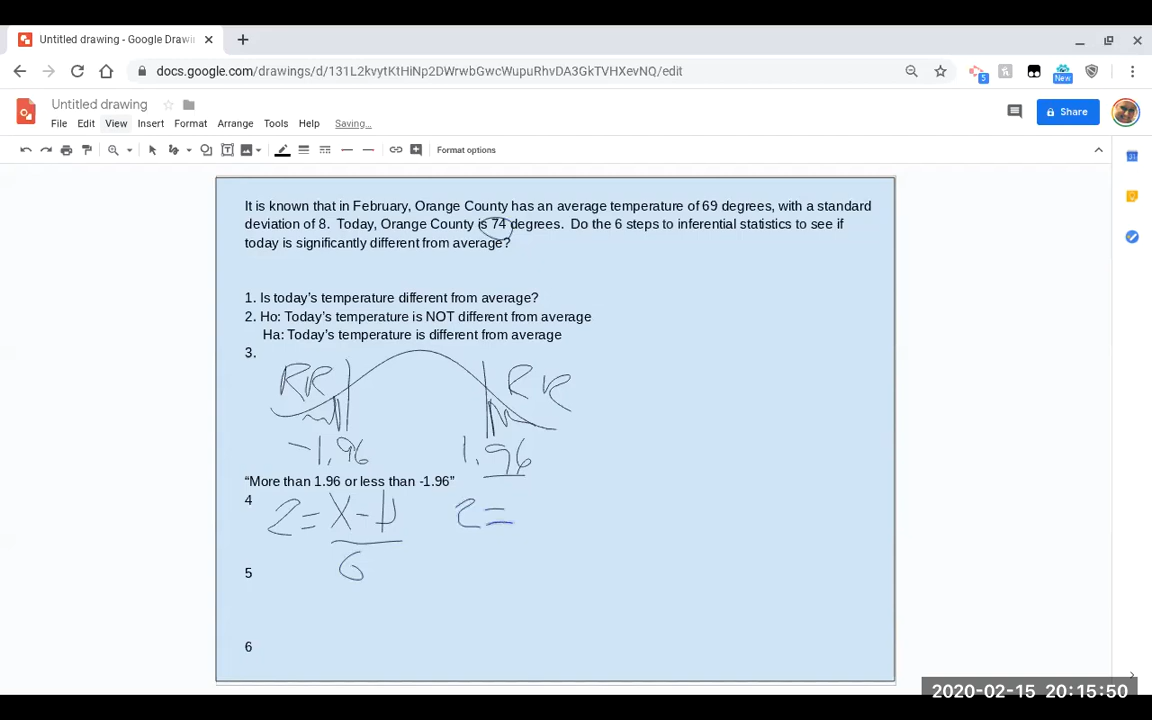 Untitled drawing - Google Drawi
docs.google.com/drawings/d/131L2kvytKtHiNp2DWrwbGwcWupuRhvDA3GkTVHXevNQ/edit
5
New
Untitled drawing
File Edit View Insert Format Arrange Tools Help Saving...
Share
Format options
31
It is known that in February, Orange County has an average temperature of 69 degrees, with a standard
deviation of 8. Today, Orange County is 74 degrees. Do the 6 steps to inferential statistics to see if
today is significantly different from average?
1. Is today's temperature different from average?
2. Ho: Today's temperature is NOT different from average
Ha: Today's temperature is different from average
3.
RR RR
-1.96 1.96
“More than 1.96 or less than -1.96”
4
Z = X - μ Z =
σ
5
6
2020-02-15 20:15:50